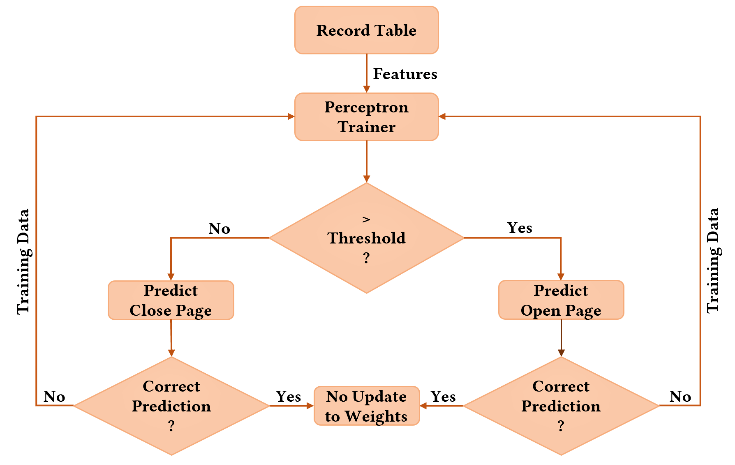 Record Table
Features
Perceptron
Trainer
>
Threshold
?
No
Yes
Training Data
Training Data
Predict
Close Page
Predict
Open Page
Correct
Prediction
?
No
Yes
No Update
to Weights
Yes
Correct
Prediction
?
No